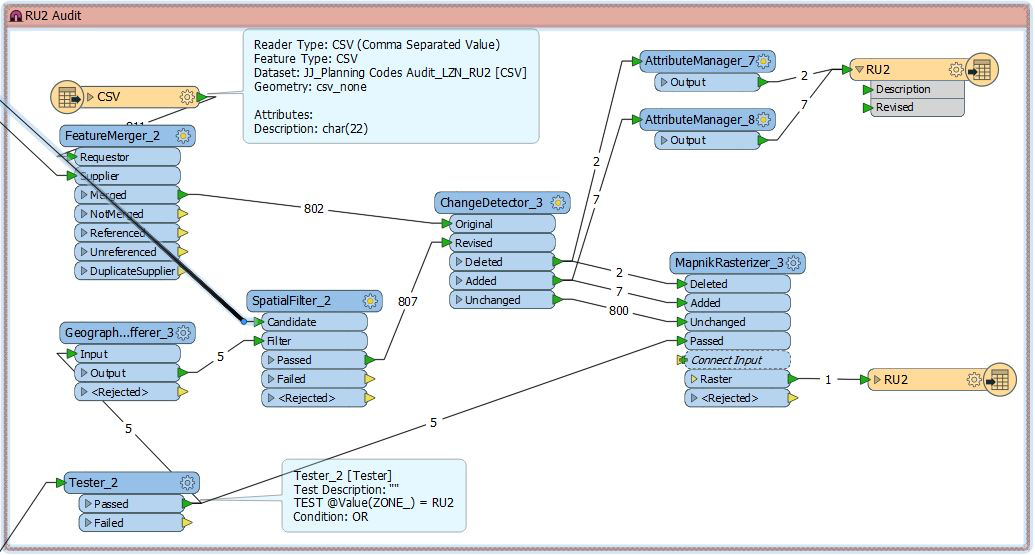 RU2 Audit
Reader Type: CSV (Comma Separated Value)
Feature Type: CSV
Dataset: JJ_Planning Codes Audit_LZN_RU2 [CSV]
Geometry: csv_none
Attributes:
Description: char(22)
CSV
FeatureMerger_2
Requestor
Supplier
Merged
NotMerged
Referenced
Unreferenced
DuplicateSupplier
802
AttributeManager_7
Output
2
AttributeManager_8
Output
7
RU2
Description
Revised
2
7
ChangeDetector_3
Original
Revised
Deleted
Added
Unchanged
807
2
7
800
MapnikRasterizer_3
Deleted
Added
Unchanged
Passed
Connect Input
Raster
<Rejected>
1
RU2
SpatialFilter_2
Candidate
Filter
Passed
Failed
<Rejected>
Geograph...fferer_3
Input
Output
<Rejected>
5
5
5
Tester_2
Passed
Failed
Tester_2 [Tester]
Test Description: ""
TEST @Value(ZONE_) = RU2
Condition: OR